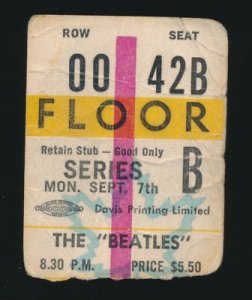 ROW SEAT
00 42B
FLOOR
Retain Stub — Good Only
SERIES B
MON. SEPT. 7th
Davis Printing Limited
THE "BEATLES"
8.30 P.M. PRICE $5.50